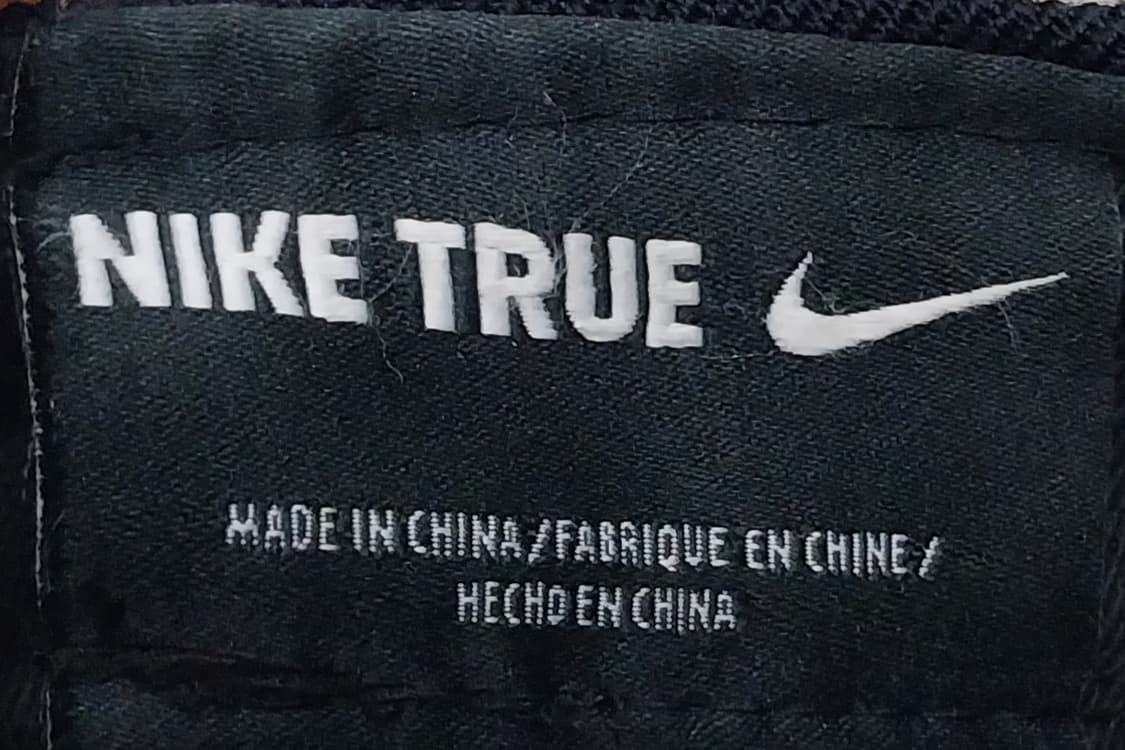 NIKE TRUE
MADE IN CHINA/FABRIQUE EN CHINE/
HECHO EN CHINA